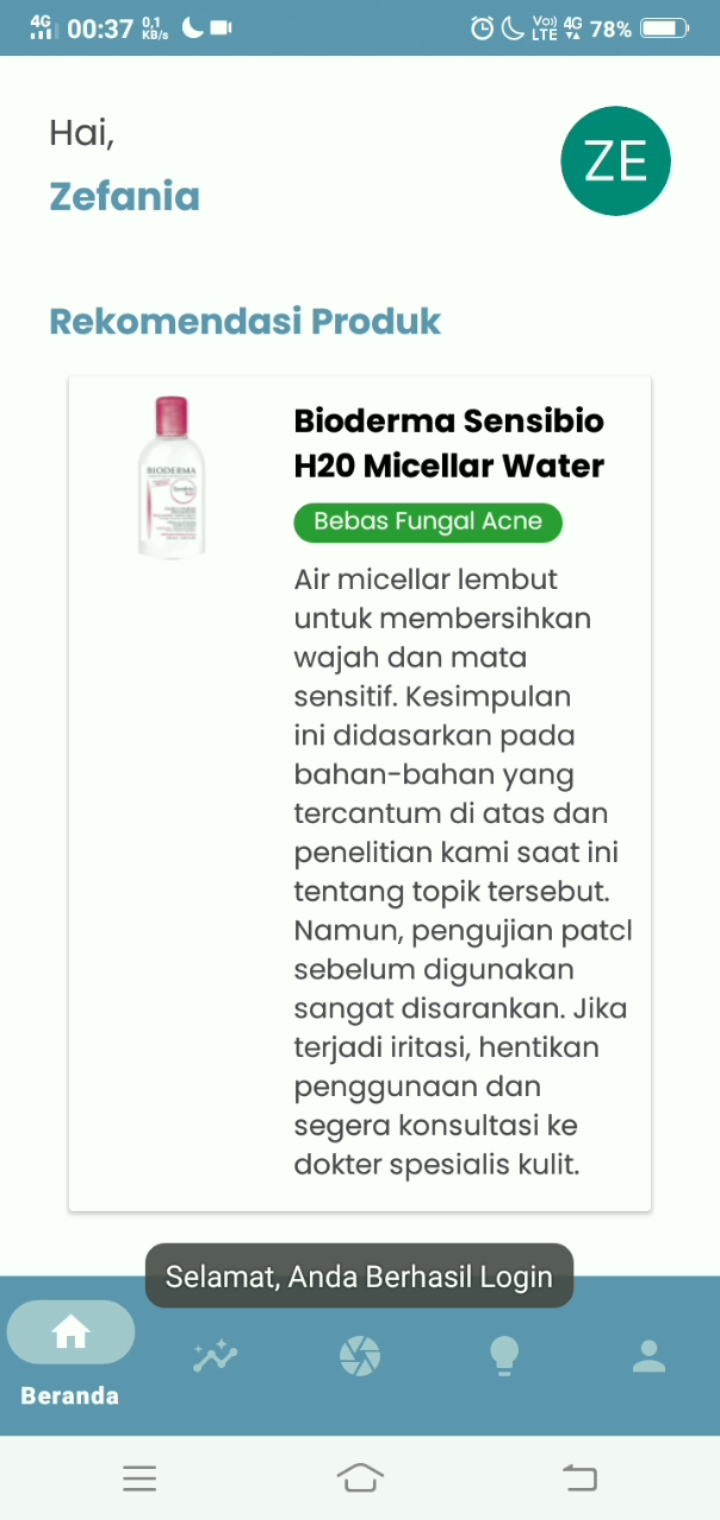 4G 00:37 0,1 KB/s Vo)) LTE 4G 78%
Hai,
ZE
Zefania
Rekomendasi Produk
BIODERMA
Bioderma Sensibio
H20 Micellar Water
Bebas Fungal Acne
Air micellar lembut
untuk membersihkan
wajah dan mata
sensitif. Kesimpulan
ini didasarkan pada
bahan-bahan yang
tercantum di atas dan
penelitian kami saat ini
tentang topik tersebut.
Namun, pengujian patcl
sebelum digunakan
sangat disarankan. Jika
terjadi iritasi, hentikan
penggunaan dan
segera konsultasi ke
dokter spesialis kulit.
Selamat, Anda Berhasil Login
Beranda